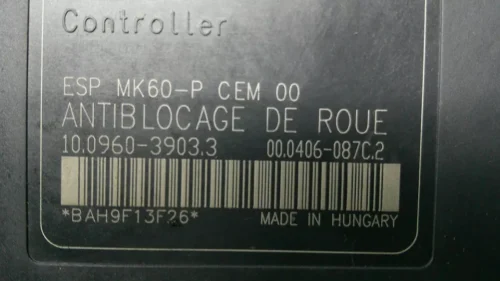 Controller
ESP MK60-P CEM 00
ANTIBLOCAGE DE ROUE
10.0960-3903.3 00.0406-087C.2
*BAH9F13F26* MADE IN HUNGARY